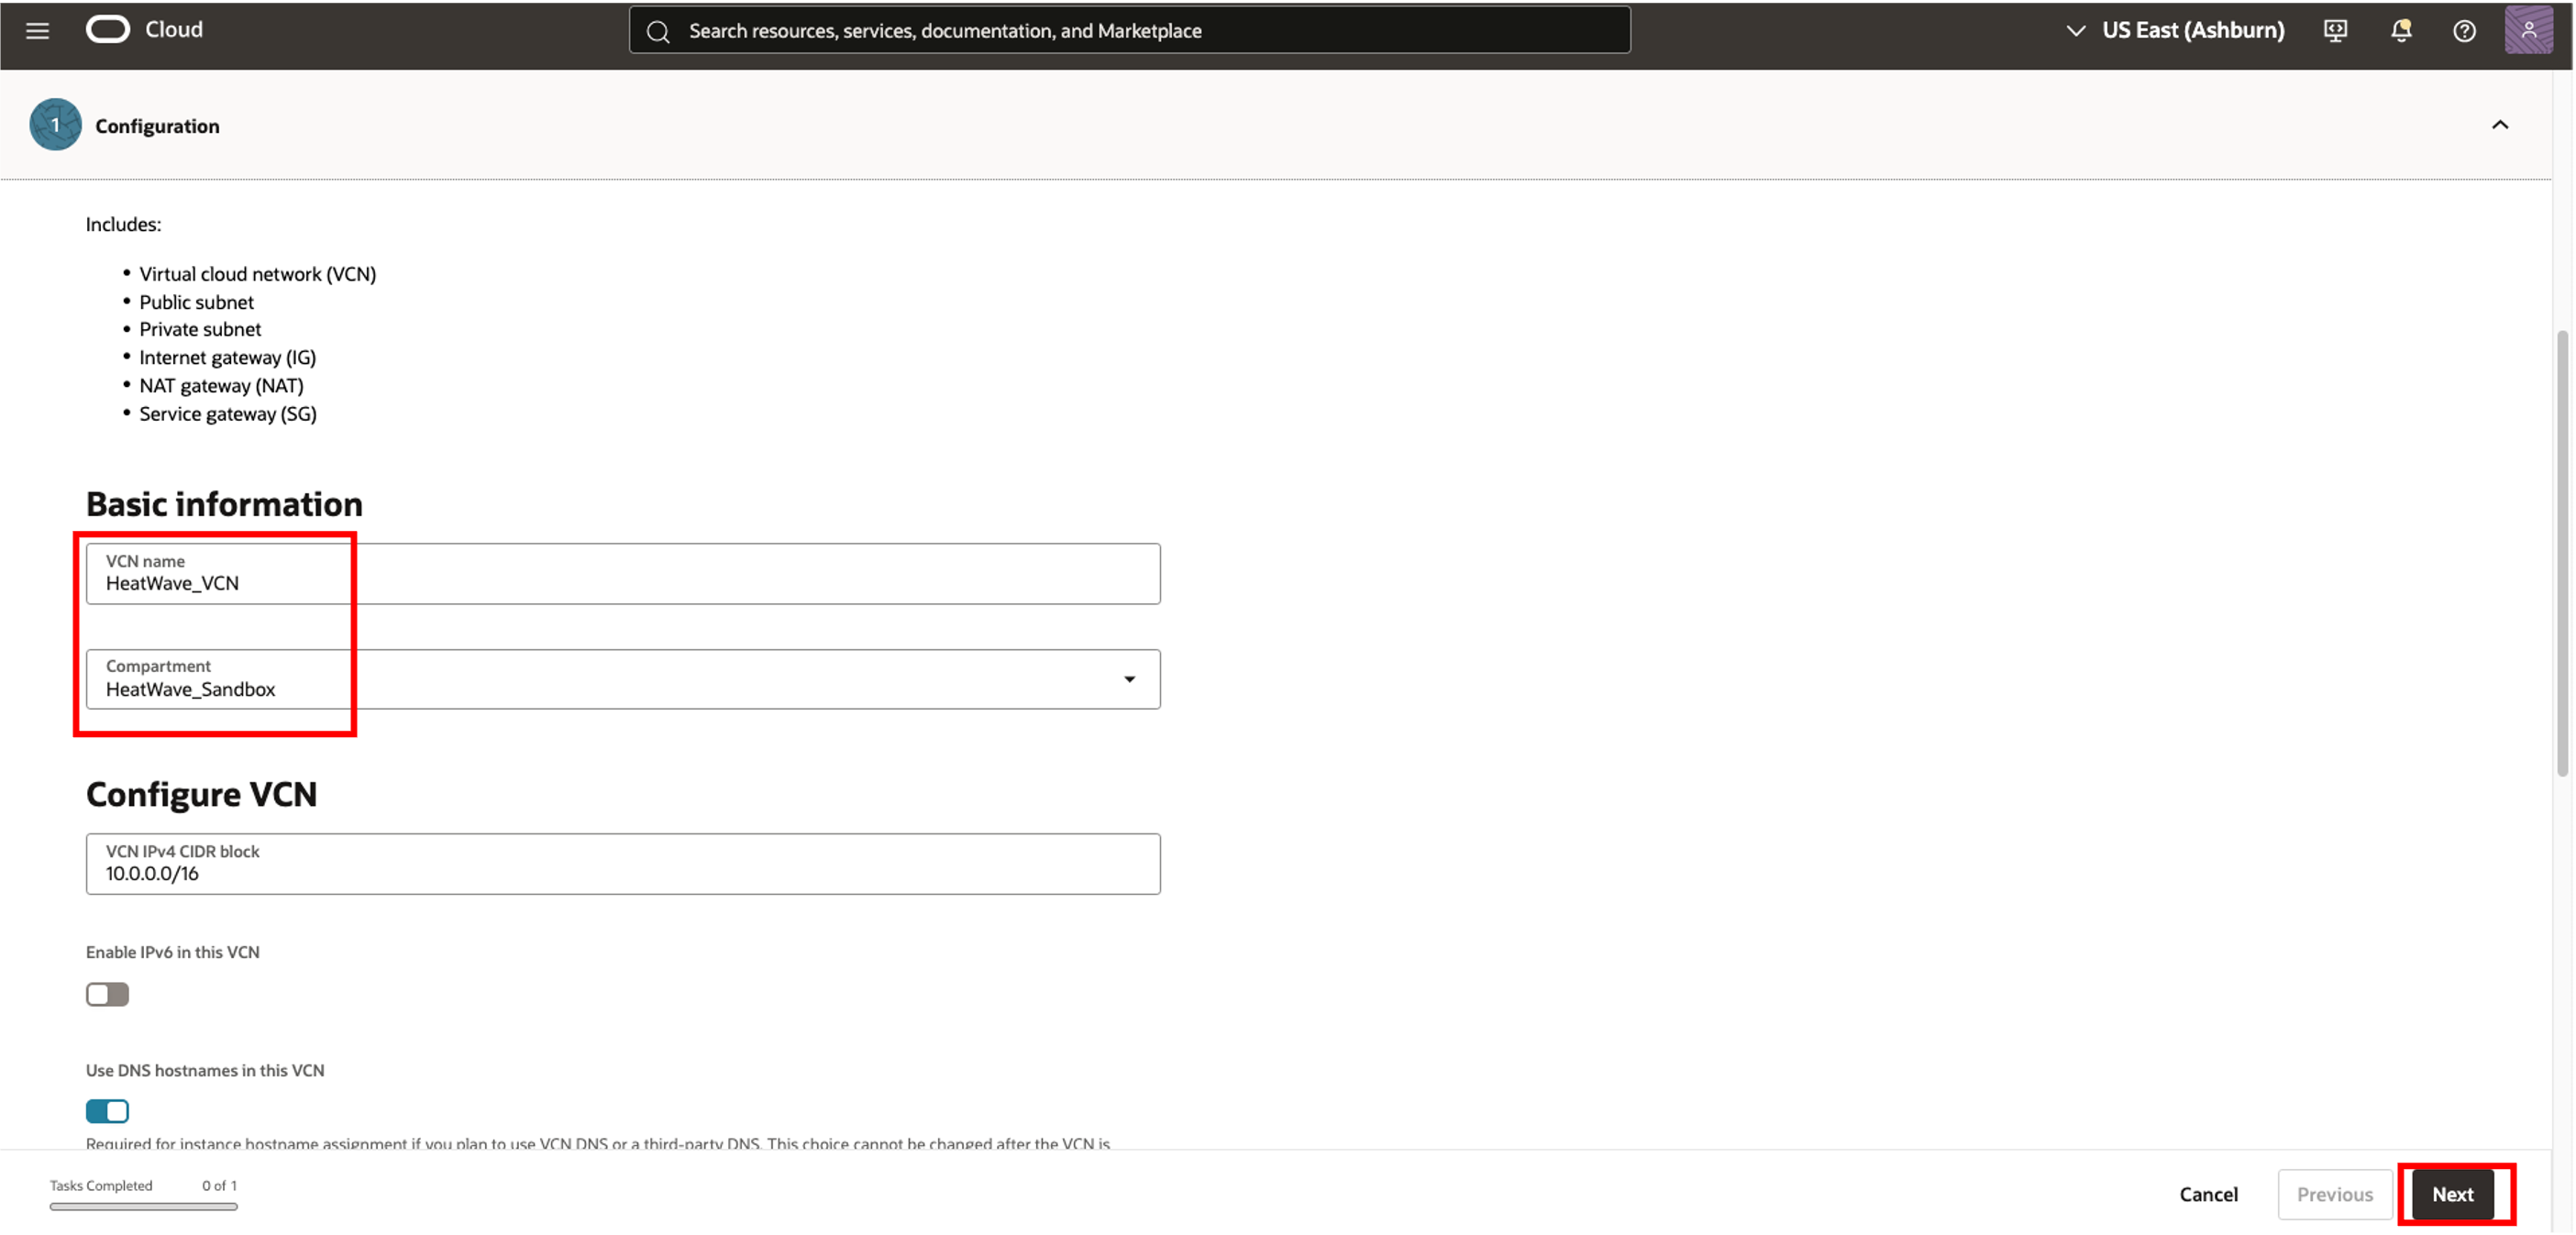 Cloud
Search resources, services, documentation, and Marketplace
US East (Ashburn)
1
Configuration
Includes:
• Virtual cloud network (VCN)
• Public subnet
• Private subnet
• Internet gateway (IG)
• NAT gateway (NAT)
• Service gateway (SG)
Basic information
VCN name
HeatWave_VCN
Compartment
HeatWave_Sandbox
Configure VCN
VCN IPv4 CIDR block
10.0.0.0/16
Enable IPv6 in this VCN
Use DNS hostnames in this VCN
Required for instance hostname assignment if you plan to use VCN DNS or a third-party DNS. This choice cannot be changed after the VCN is
Tasks Completed 0 of 1
Cancel
Previous
Next